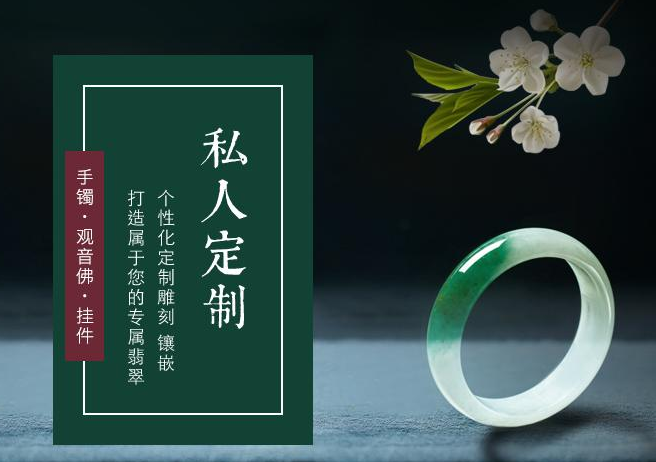 私人定制
个性化定制雕刻 镶嵌
打造属于您的专属翡翠
手镯·观音佛·挂件